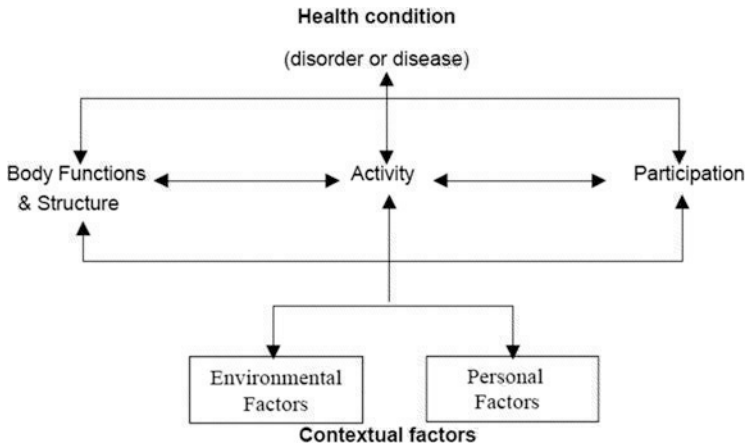 Health condition
(disorder or disease)
Body Functions
& Structure
Activity
Participation
Environmental
Factors
Personal
Factors
Contextual factors